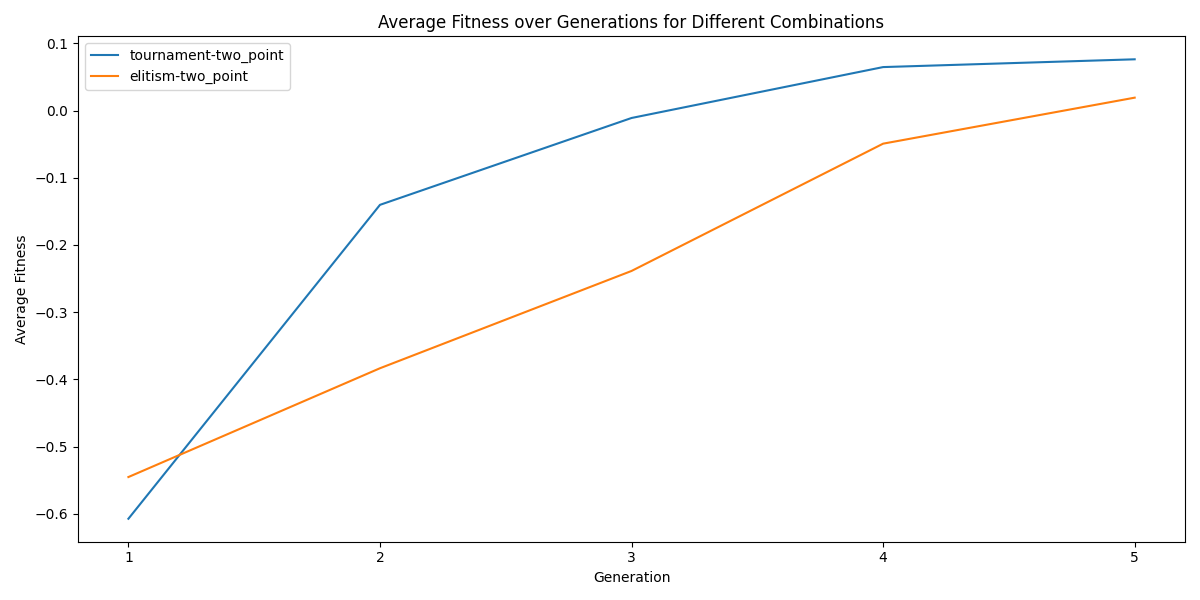 Average Fitness over Generations for Different Combinations
tournament-two_point
elitism-two_point
0.1
0.0
−0.1
−0.2
−0.3
−0.4
−0.5
−0.6
Average Fitness
1 2 3 4 5
Generation